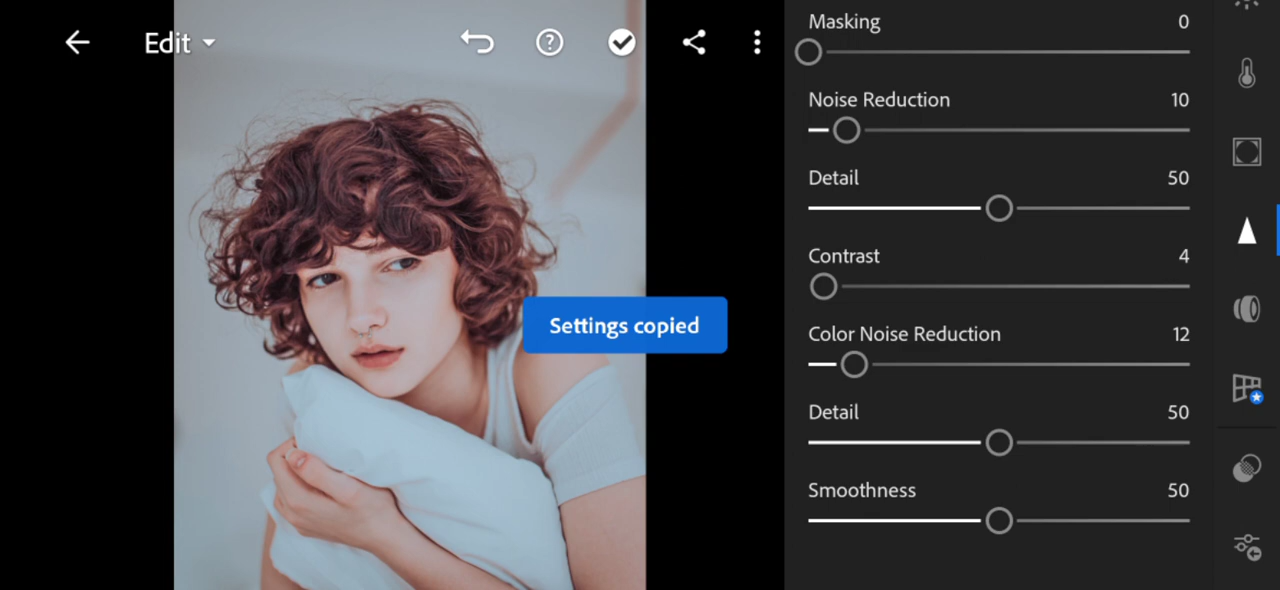 Edit
Settings copied
Masking 0
Noise Reduction 10
Detail 50
Contrast 4
Color Noise Reduction 12
Detail 50
Smoothness 50